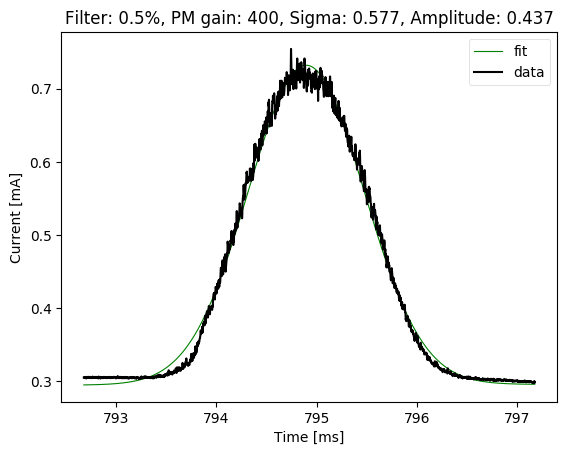 Filter: 0.5%, PM gain: 400, Sigma: 0.577, Amplitude: 0.437
fit
data
0.7
0.6
0.5
0.4
0.3
Current [mA]
793
794
795
796
797
Time [ms]